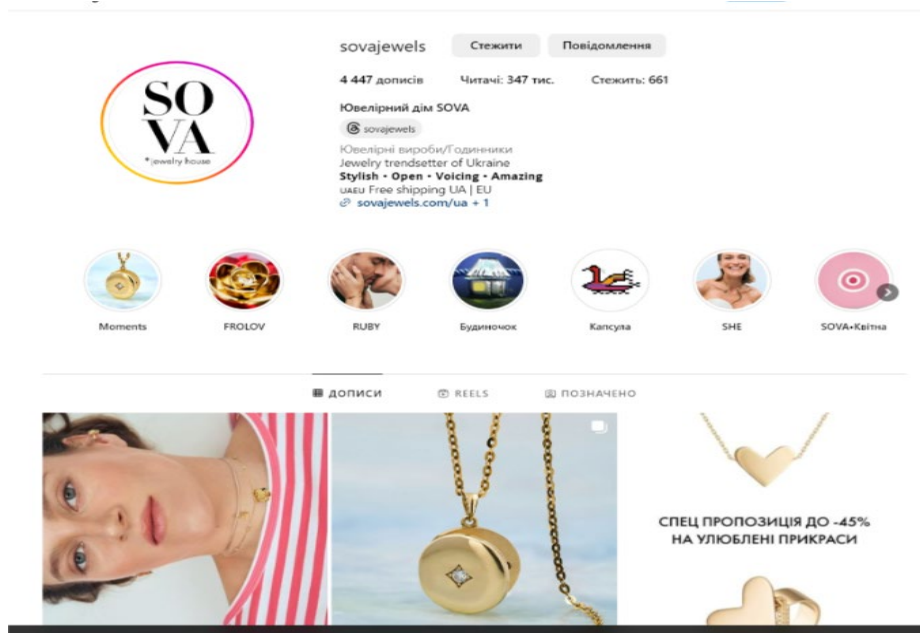 SO
VA
*jewelry house
sovajewels
Стежити
Повідомлення
4 447 дописів
Читачі: 347 тис.
Стежить: 661
Ювелірний дім SOVA
sovajewels
Ювелірні вироби/Годинники
Jewelry trendsetter of Ukraine
Stylish • Open • Voicing • Amazing
UAEU Free shipping UA | EU
sovajewels.com/ua + 1
Moments
FROLOV
RUBY
Будиночок
Капсула
SHE
SOVA+Квітна
ДОПИСИ
REELS
ПОЗНАЧЕНО
СПЕЦ ПРОПОЗИЦІЯ ДО -45%
НА УЛЮБЛЕНІ ПРИКРАСИ